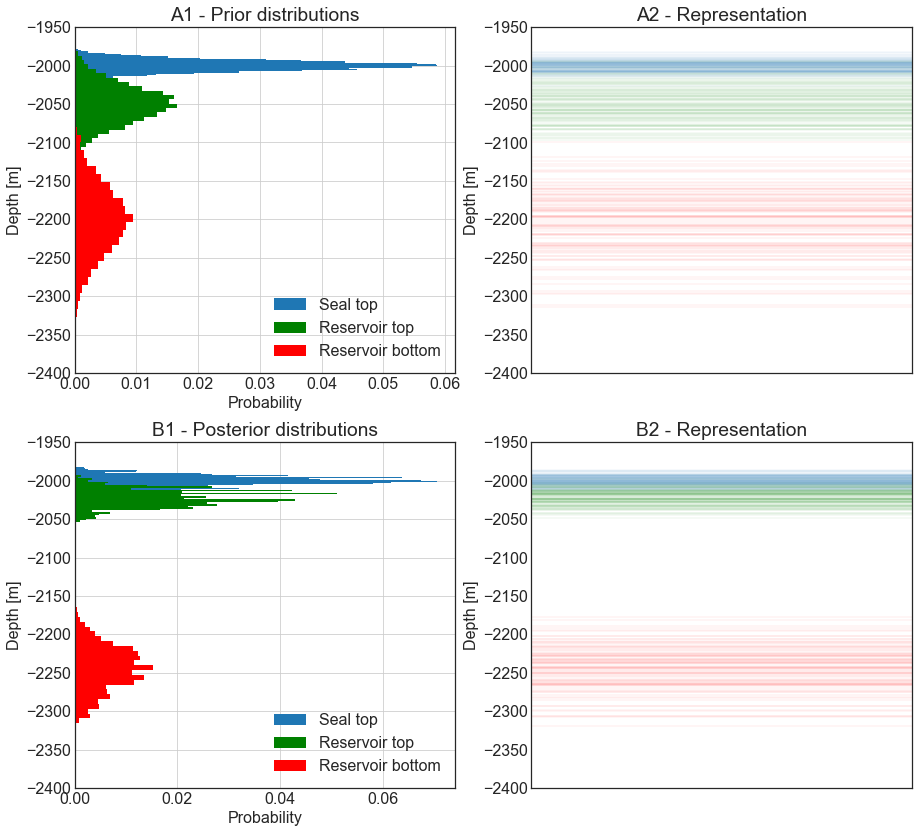 A1 - Prior distributions
A2 - Representation
−1950
−2000
−2050
−2100
−2150
−2200
−2250
−2300
−2350
−2400
Depth [m]
0.00 0.01 0.02 0.03 0.04 0.05 0.06
Probability
Seal top
Reservoir top
Reservoir bottom
−1950
−2000
−2050
−2100
−2150
−2200
−2250
−2300
−2350
−2400
Depth [m]
B1 - Posterior distributions
B2 - Representation
−1950
−2000
−2050
−2100
−2150
−2200
−2250
−2300
−2350
−2400
Depth [m]
0.00 0.02 0.04 0.06
Probability
Seal top
Reservoir top
Reservoir bottom
−1950
−2000
−2050
−2100
−2150
−2200
−2250
−2300
−2350
−2400
Depth [m]